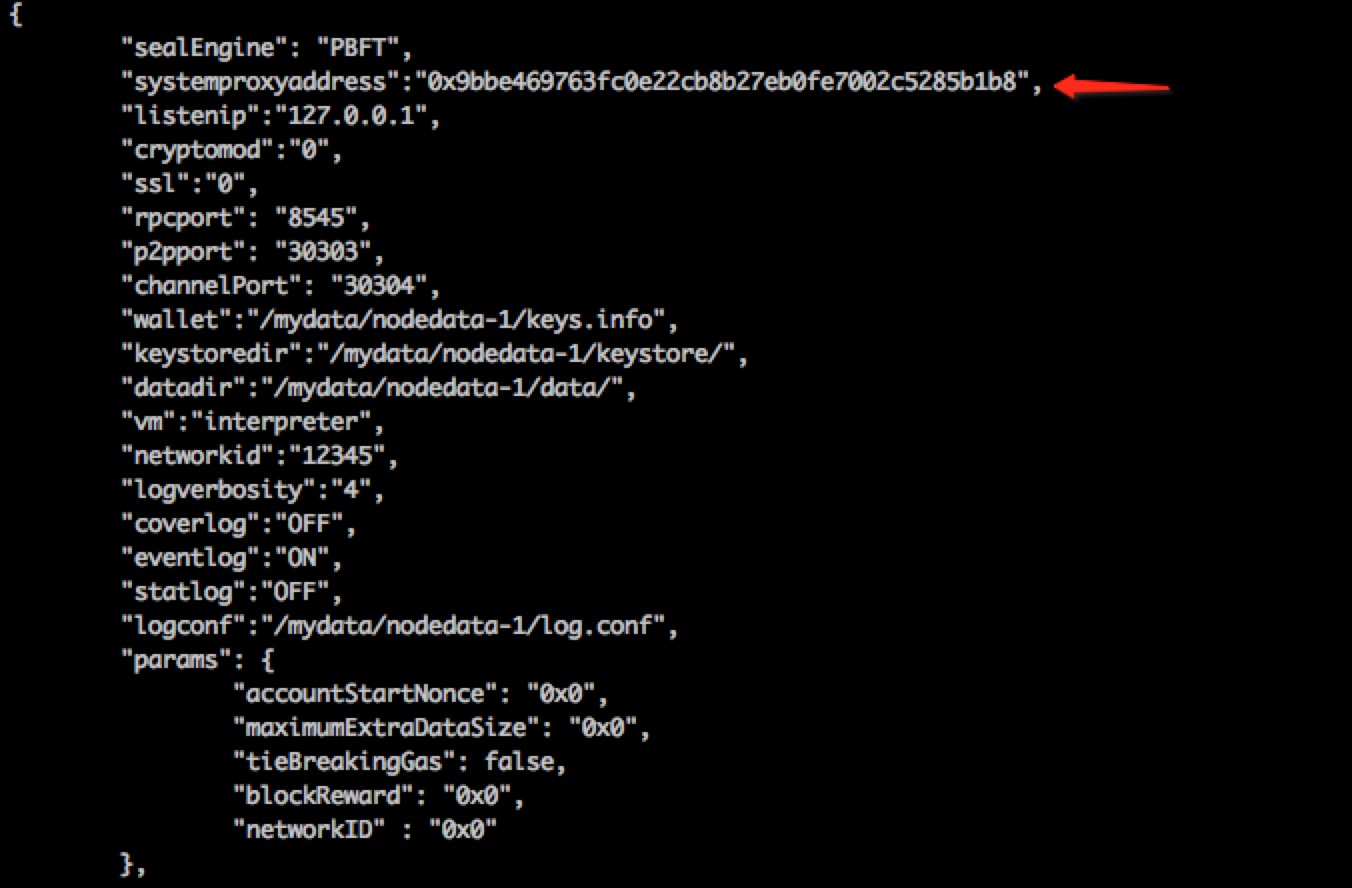 {
"sealEngine": "PBFT",
"systemproxyaddress":"0x9bbe469763fc0e22cb8b27eb0fe7002c5285b1b8",
"listenip":"127.0.0.1",
"cryptomod":"0",
"ssl":"0",
"rpcport": "8545",
"p2pport": "30303",
"channelPort": "30304",
"wallet":"/mydata/nodedata-1/keys.info",
"keystoredir":"/mydata/nodedata-1/keystore/",
"datadir":"/mydata/nodedata-1/data/",
"vm":"interpreter",
"networkid":"12345",
"logverbosity":"4",
"coverlog":"OFF",
"eventlog":"ON",
"statlog":"OFF",
"logconf":"/mydata/nodedata-1/log.conf",
"params": {
"accountStartNonce": "0x0",
"maximumExtraDataSize": "0x0",
"tieBreakingGas": false,
"blockReward": "0x0",
"networkID" : "0x0"
},